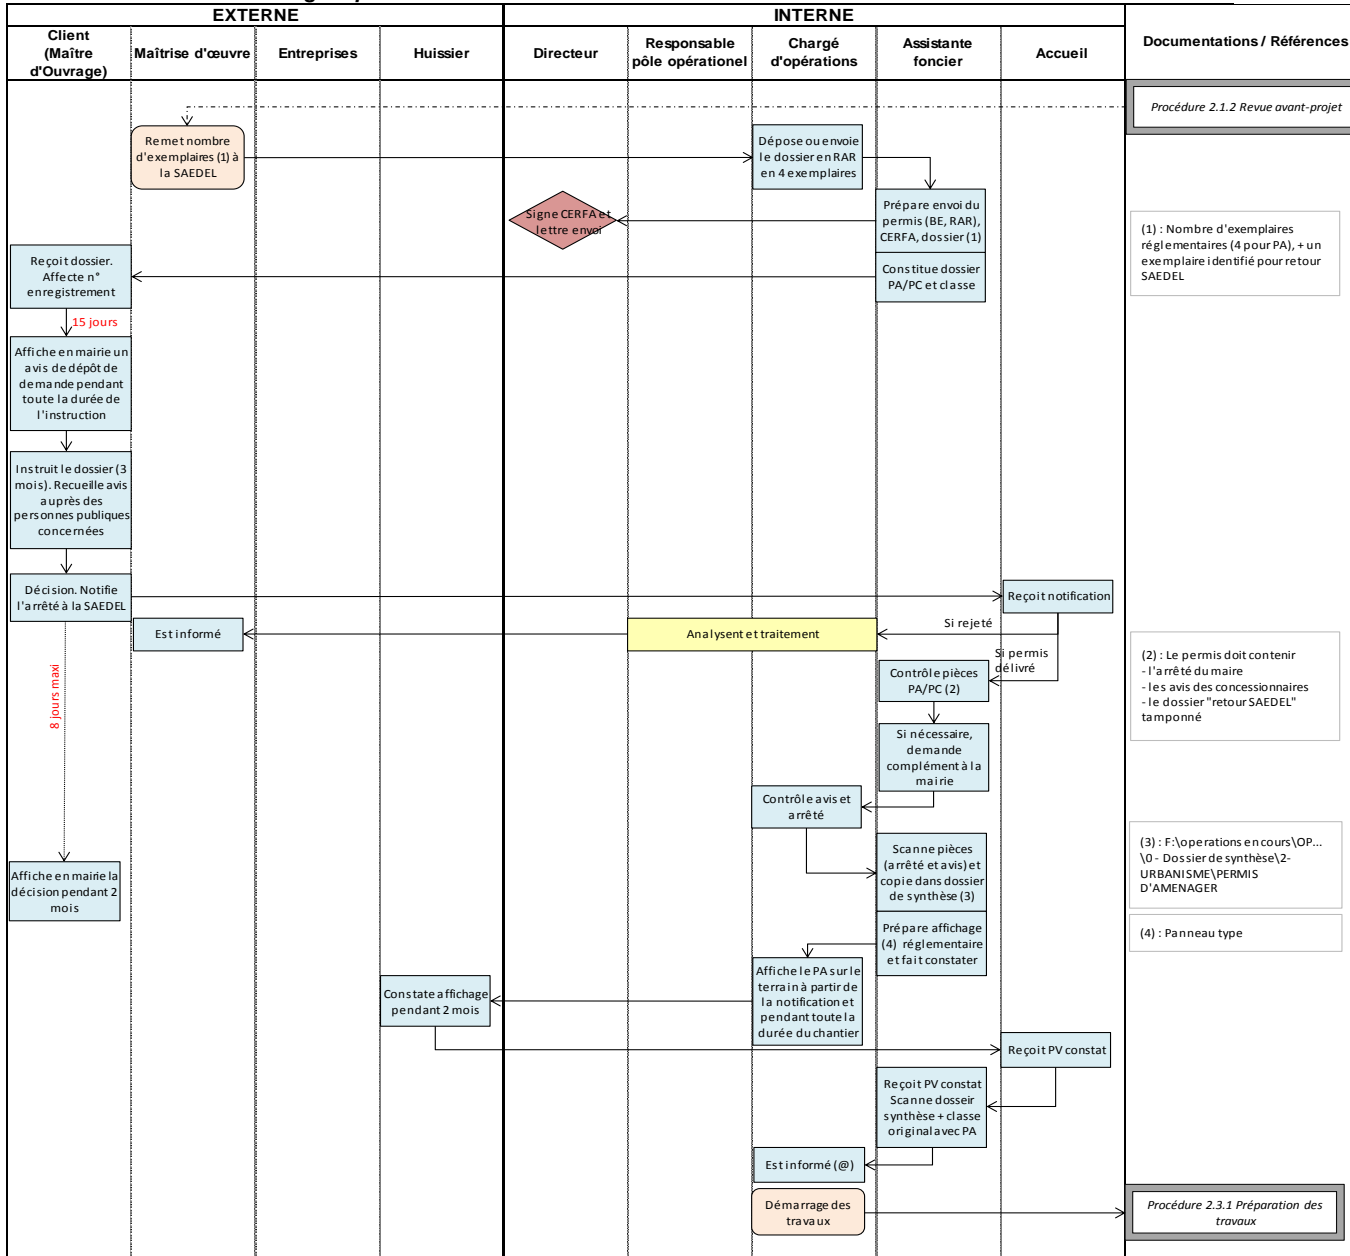 EXTERNE
INTERNE
Client
(Maître
d'Ouvrage)
Maîtrise d'œuvre
Entreprises
Huissier
Directeur
Responsable
pôle opérationel
Chargé
d'opérations
Assistante
foncier
Accueil
Documentations / Références
Procédure 2.1.2 Revue avant-projet
Remet nombre
d'exemplaires (1) à
la SAEDEL
Dépose ou envoie
le dossier en RAR
en 4 exemplaires
Signe CERFA et
lettre envoi
Prépare envoi du
permis (BE, RAR),
CERFA, dossier (1)
(1) : Nombre d'exemplaires
réglementaires (4 pour PA), + un
exemplaire identifié pour retour
SAEDEL
Reçoit dossier.
Affecte n°
enregistrement
Constitue dossier
PA/PC et classe
15 jours
Affiche en mairie un
avis de dépôt de
demande pendant
toute la durée de
l'instruction
Instruit le dossier (3
mois). Recueille avis
auprès des
personnes publiques
concernées
Décision. Notifie
l'arrêté à la SAEDEL
Reçoit notification
Est informé
Analysent et traitement
Si rejeté
Si permis
délivré
8 jours maxi
Contrôle pièces
PA/PC (2)
(2) : Le permis doit contenir
- l'arrêté du maire
- les avis des concessionnaires
- le dossier "retour SAEDEL"
tamponné
Si nécessaire,
demande
complément à la
mairie
Contrôle avis et
arrêté
Scanne pièces
(arrêté et avis) et
copie dans dossier
de synthèse (3)
(3) : F:\operations en cours\OP...
\0 - Dossier de synthèse\2-
URBANISME\PERMIS
D'AMENAGER
Affiche en mairie la
décision pendant 2
mois
Prépare affichage
(4) réglementaire
et fait constater
(4) : Panneau type
Affiche le PA sur le
terrain à partir de
la notification et
pendant toute la
durée du chantier
Constate affichage
pendant 2 mois
Reçoit PV constat
Reçoit PV constat
Scanne dosseir
synthèse + classe
original avec PA
Est informé (@)
Démarrage des
travaux
Procédure 2.3.1 Préparation des
travaux